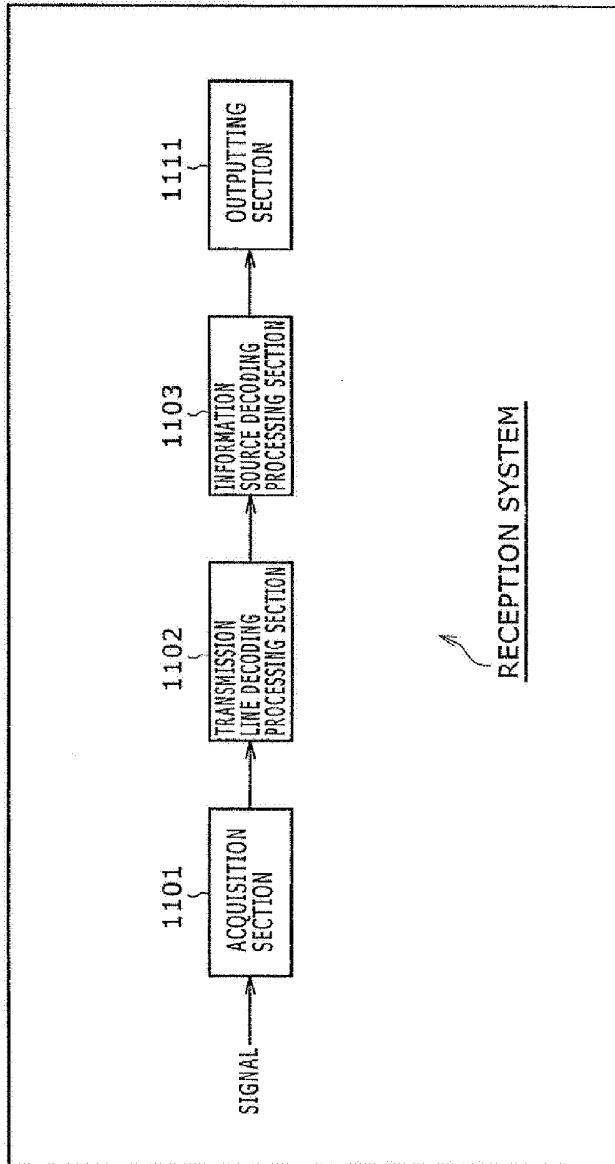 SIGNAL
1101
ACQUISITION
SECTION
1102
TRANSMISSION
LINE DECODING
PROCESSING SECTION
1103
INFORMATION
SOURCE DECODING
PROCESSING SECTION
1111
OUTPUTTING
SECTION
RECEPTION SYSTEM